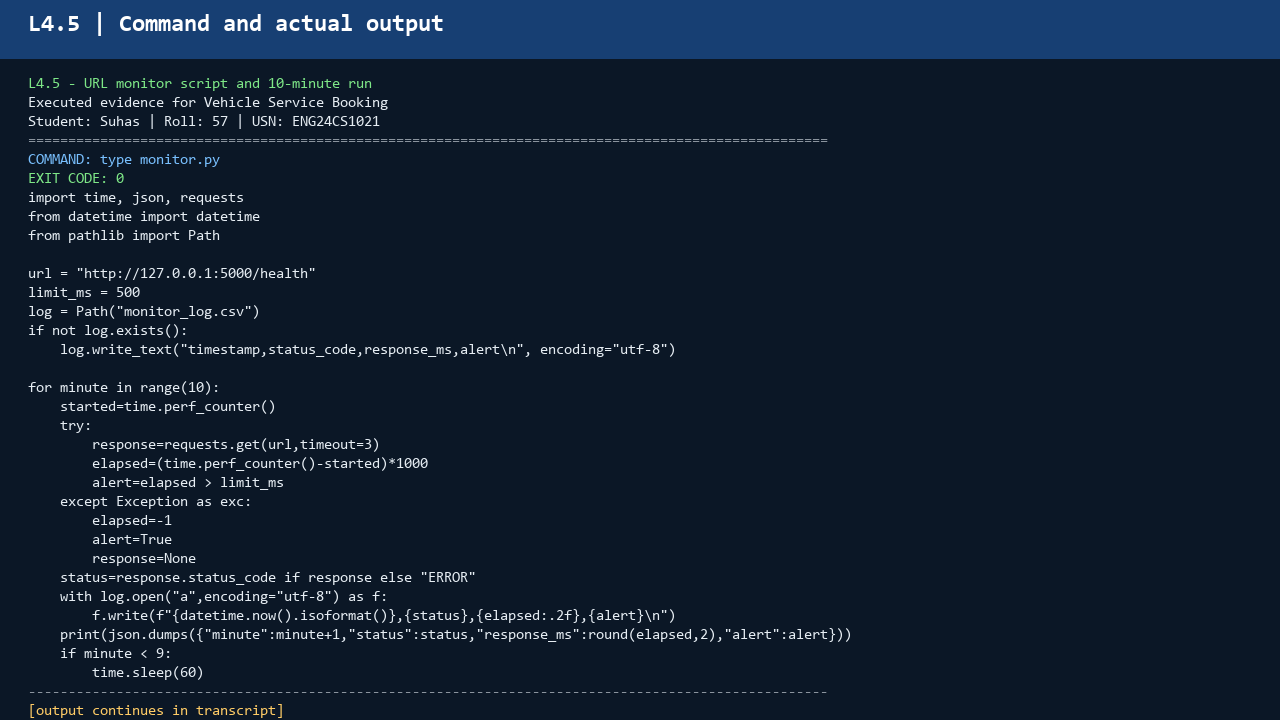 L4.5 | Command and actual output
L4.5 - URL monitor script and 10-minute run
Executed evidence for Vehicle Service Booking
Student: Suhas | Roll: 57 | USN: ENG24CS1021
====================================================================================================
COMMAND: type monitor.py
EXIT CODE: 0
import time, json, requests
from datetime import datetime
from pathlib import Path

url = "http://127.0.0.1:5000/health"
limit_ms = 500
log = Path("monitor_log.csv")
if not log.exists():
    log.write_text("timestamp,status_code,response_ms,alert\n", encoding="utf-8")

for minute in range(10):
    started=time.perf_counter()
    try:
        response=requests.get(url,timeout=3)
        elapsed=(time.perf_counter()-started)*1000
        alert=elapsed > limit_ms
    except Exception as exc:
        elapsed=-1
        alert=True
        response=None
    status=response.status_code if response else "ERROR"
    with log.open("a",encoding="utf-8") as f:
        f.write(f"{datetime.now().isoformat()},{status},{elapsed:.2f},{alert}\n")
    print(json.dumps({"minute":minute+1,"status":status,"response_ms":round(elapsed,2),"alert":alert}))
    if minute < 9:
        time.sleep(60)
----------------------------------------------------------------------------------------------------
[output continues in transcript]